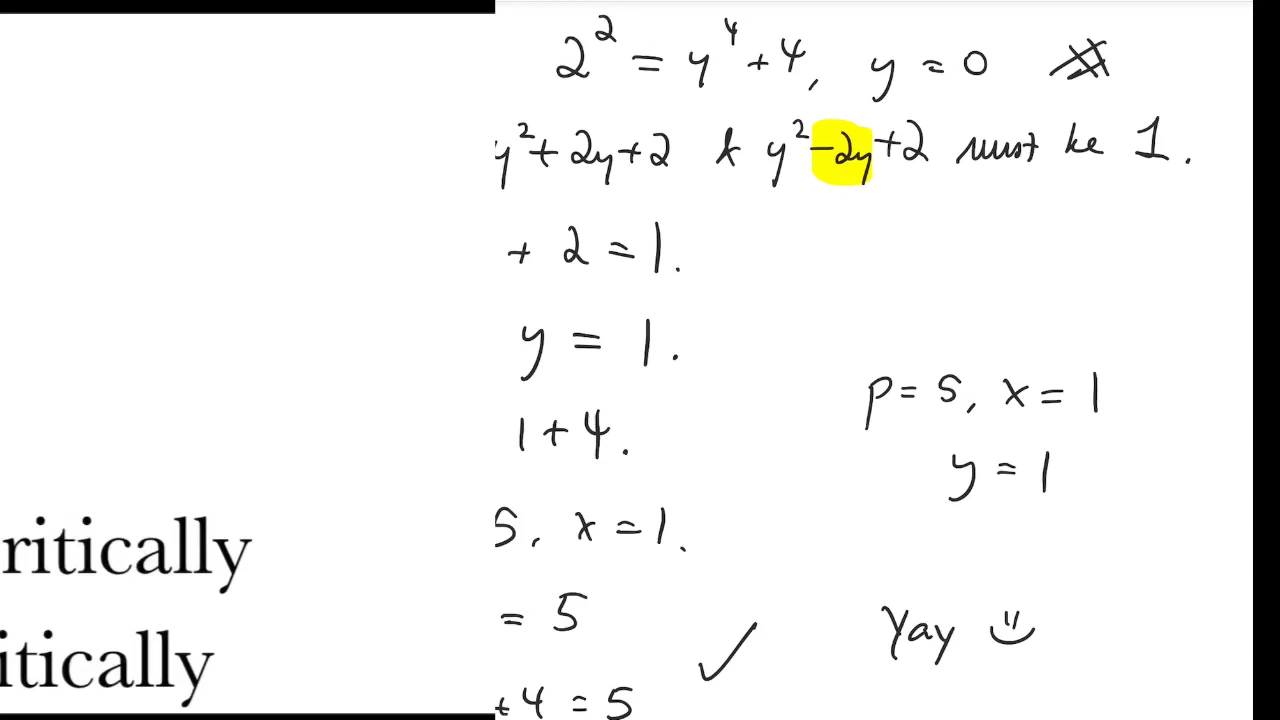 2² = y⁴ + 4, y = 0
y² + 2y + 2 & y² - 2y + 2 must be 1.
+ 2 = 1.
y = 1.
p = 5, x = 1
1 + 4.
y = 1
5, x = 1.
ritically
= 5
Yay
itically
+ 4 = 5